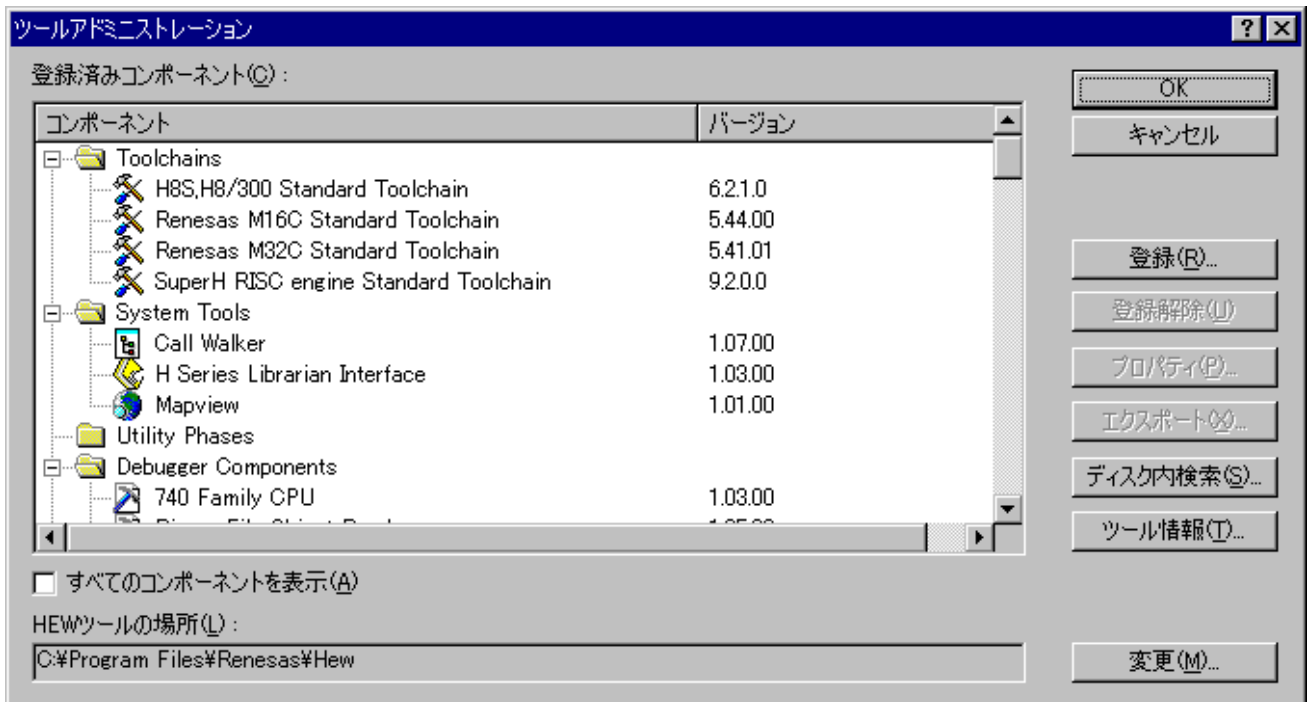 ツールアドミニストレーション
登録済みコンポーネント(C):
OK
コンポーネント バージョン
キャンセル
Toolchains
H8S,H8/300 Standard Toolchain 6.2.1.0
Renesas M16C Standard Toolchain 5.44.00
Renesas M32C Standard Toolchain 5.41.01
登録(R)...
SuperH RISC engine Standard Toolchain 9.2.0.0
System Tools
登録解除(U)
Call Walker 1.07.00
H Series Librarian Interface 1.03.00
プロパティ(P)...
Mapview 1.01.00
エクスポート(X)...
Utility Phases
Debugger Components
ディスク内検索(S)...
740 Family CPU 1.03.00
ツール情報(T)...
すべてのコンポーネントを表示(A)
HEWツールの場所(L):
C:¥Program Files¥Renesas¥Hew
変更(M)...